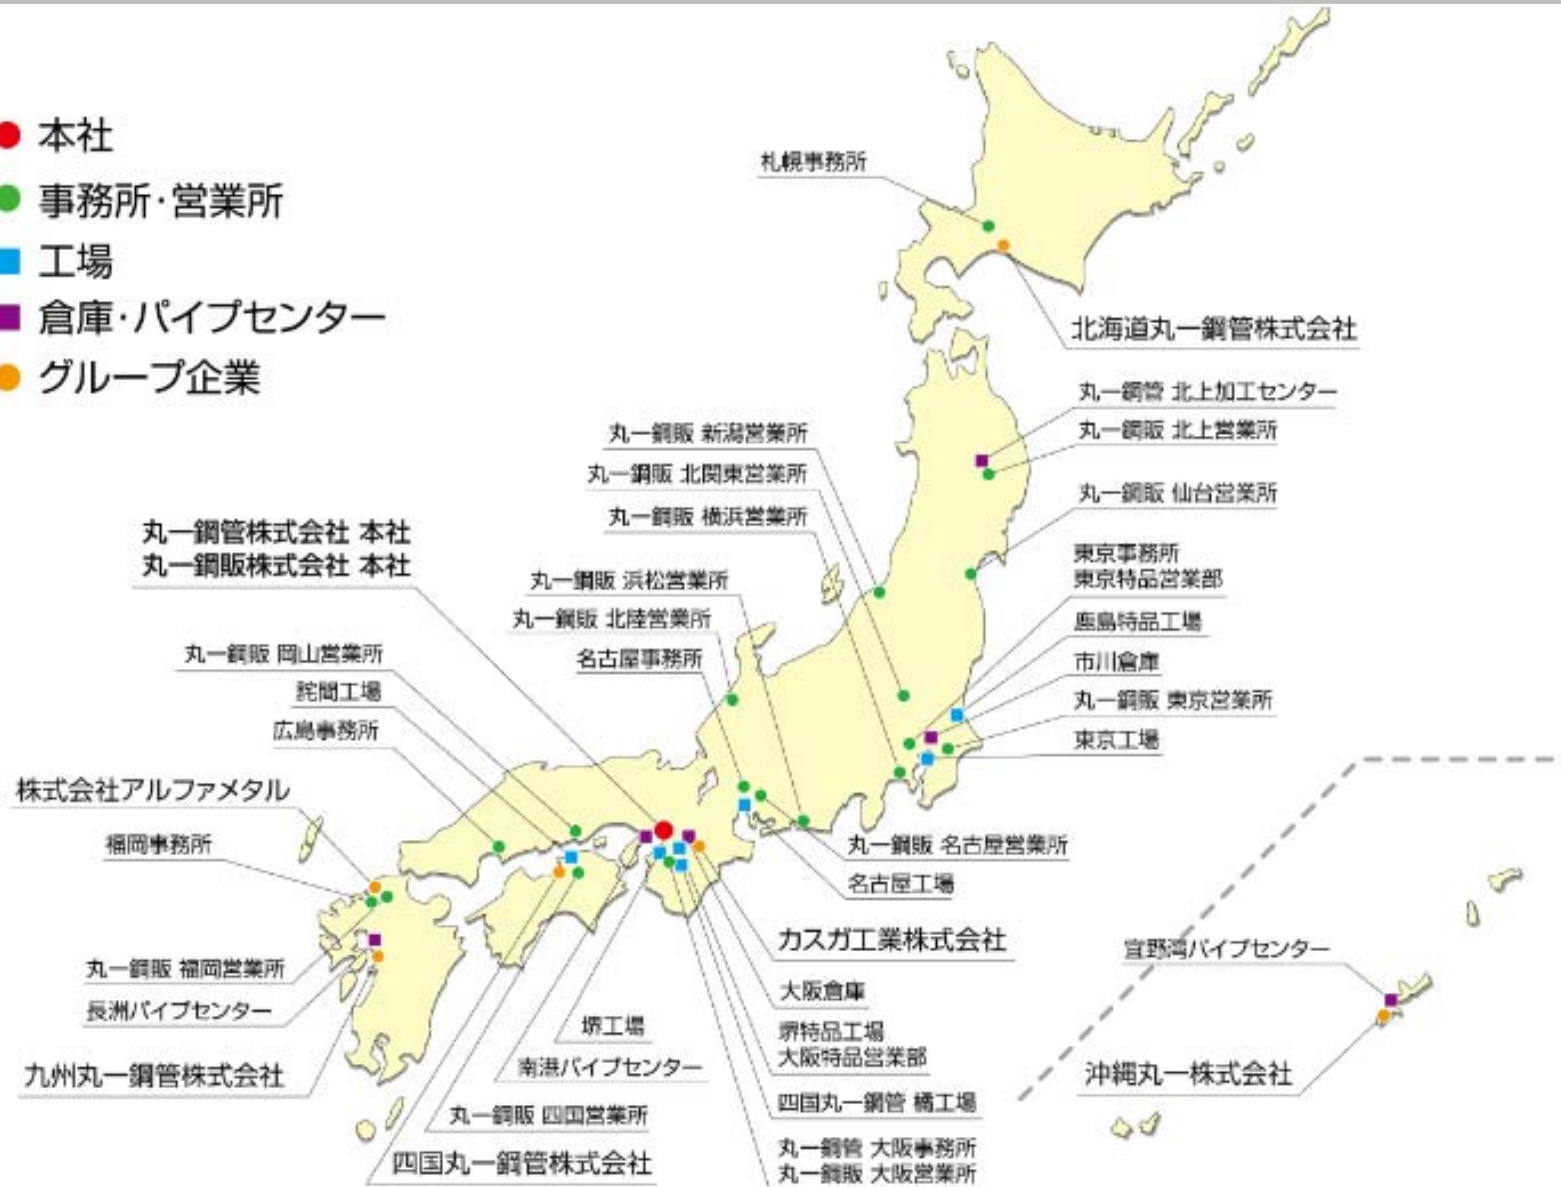 本社
事務所・営業所
工場
倉庫・パイプセンター
グループ企業
札幌事務所
北海道丸一鋼管株式会社
丸一鋼管 北上加工センター
丸一鋼販 北上営業所
丸一鋼販 仙台営業所
丸一鋼販 新潟営業所
丸一鋼販 北関東営業所
丸一鋼販 横浜営業所
丸一鋼管株式会社 本社
丸一鋼販株式会社 本社
丸一鋼販 浜松営業所
丸一鋼販 北陸営業所
名古屋事務所
東京事務所
東京特品営業部
鹿島特品工場
市川倉庫
丸一鋼販 東京営業所
東京工場
丸一鋼販 岡山営業所
詫間工場
広島事務所
株式会社アルファメタル
福岡事務所
丸一鋼販 福岡営業所
長洲パイプセンター
九州丸一鋼管株式会社
丸一鋼販 名古屋営業所
名古屋工場
カスガ工業株式会社
大阪倉庫
堺特品工場
大阪特品営業部
四国丸一鋼管 橘工場
丸一鋼管 大阪事務所
丸一鋼販 大阪営業所
堺工場
南港パイプセンター
丸一鋼販 四国営業所
四国丸一鋼管株式会社
宜野湾パイプセンター
沖縄丸一株式会社